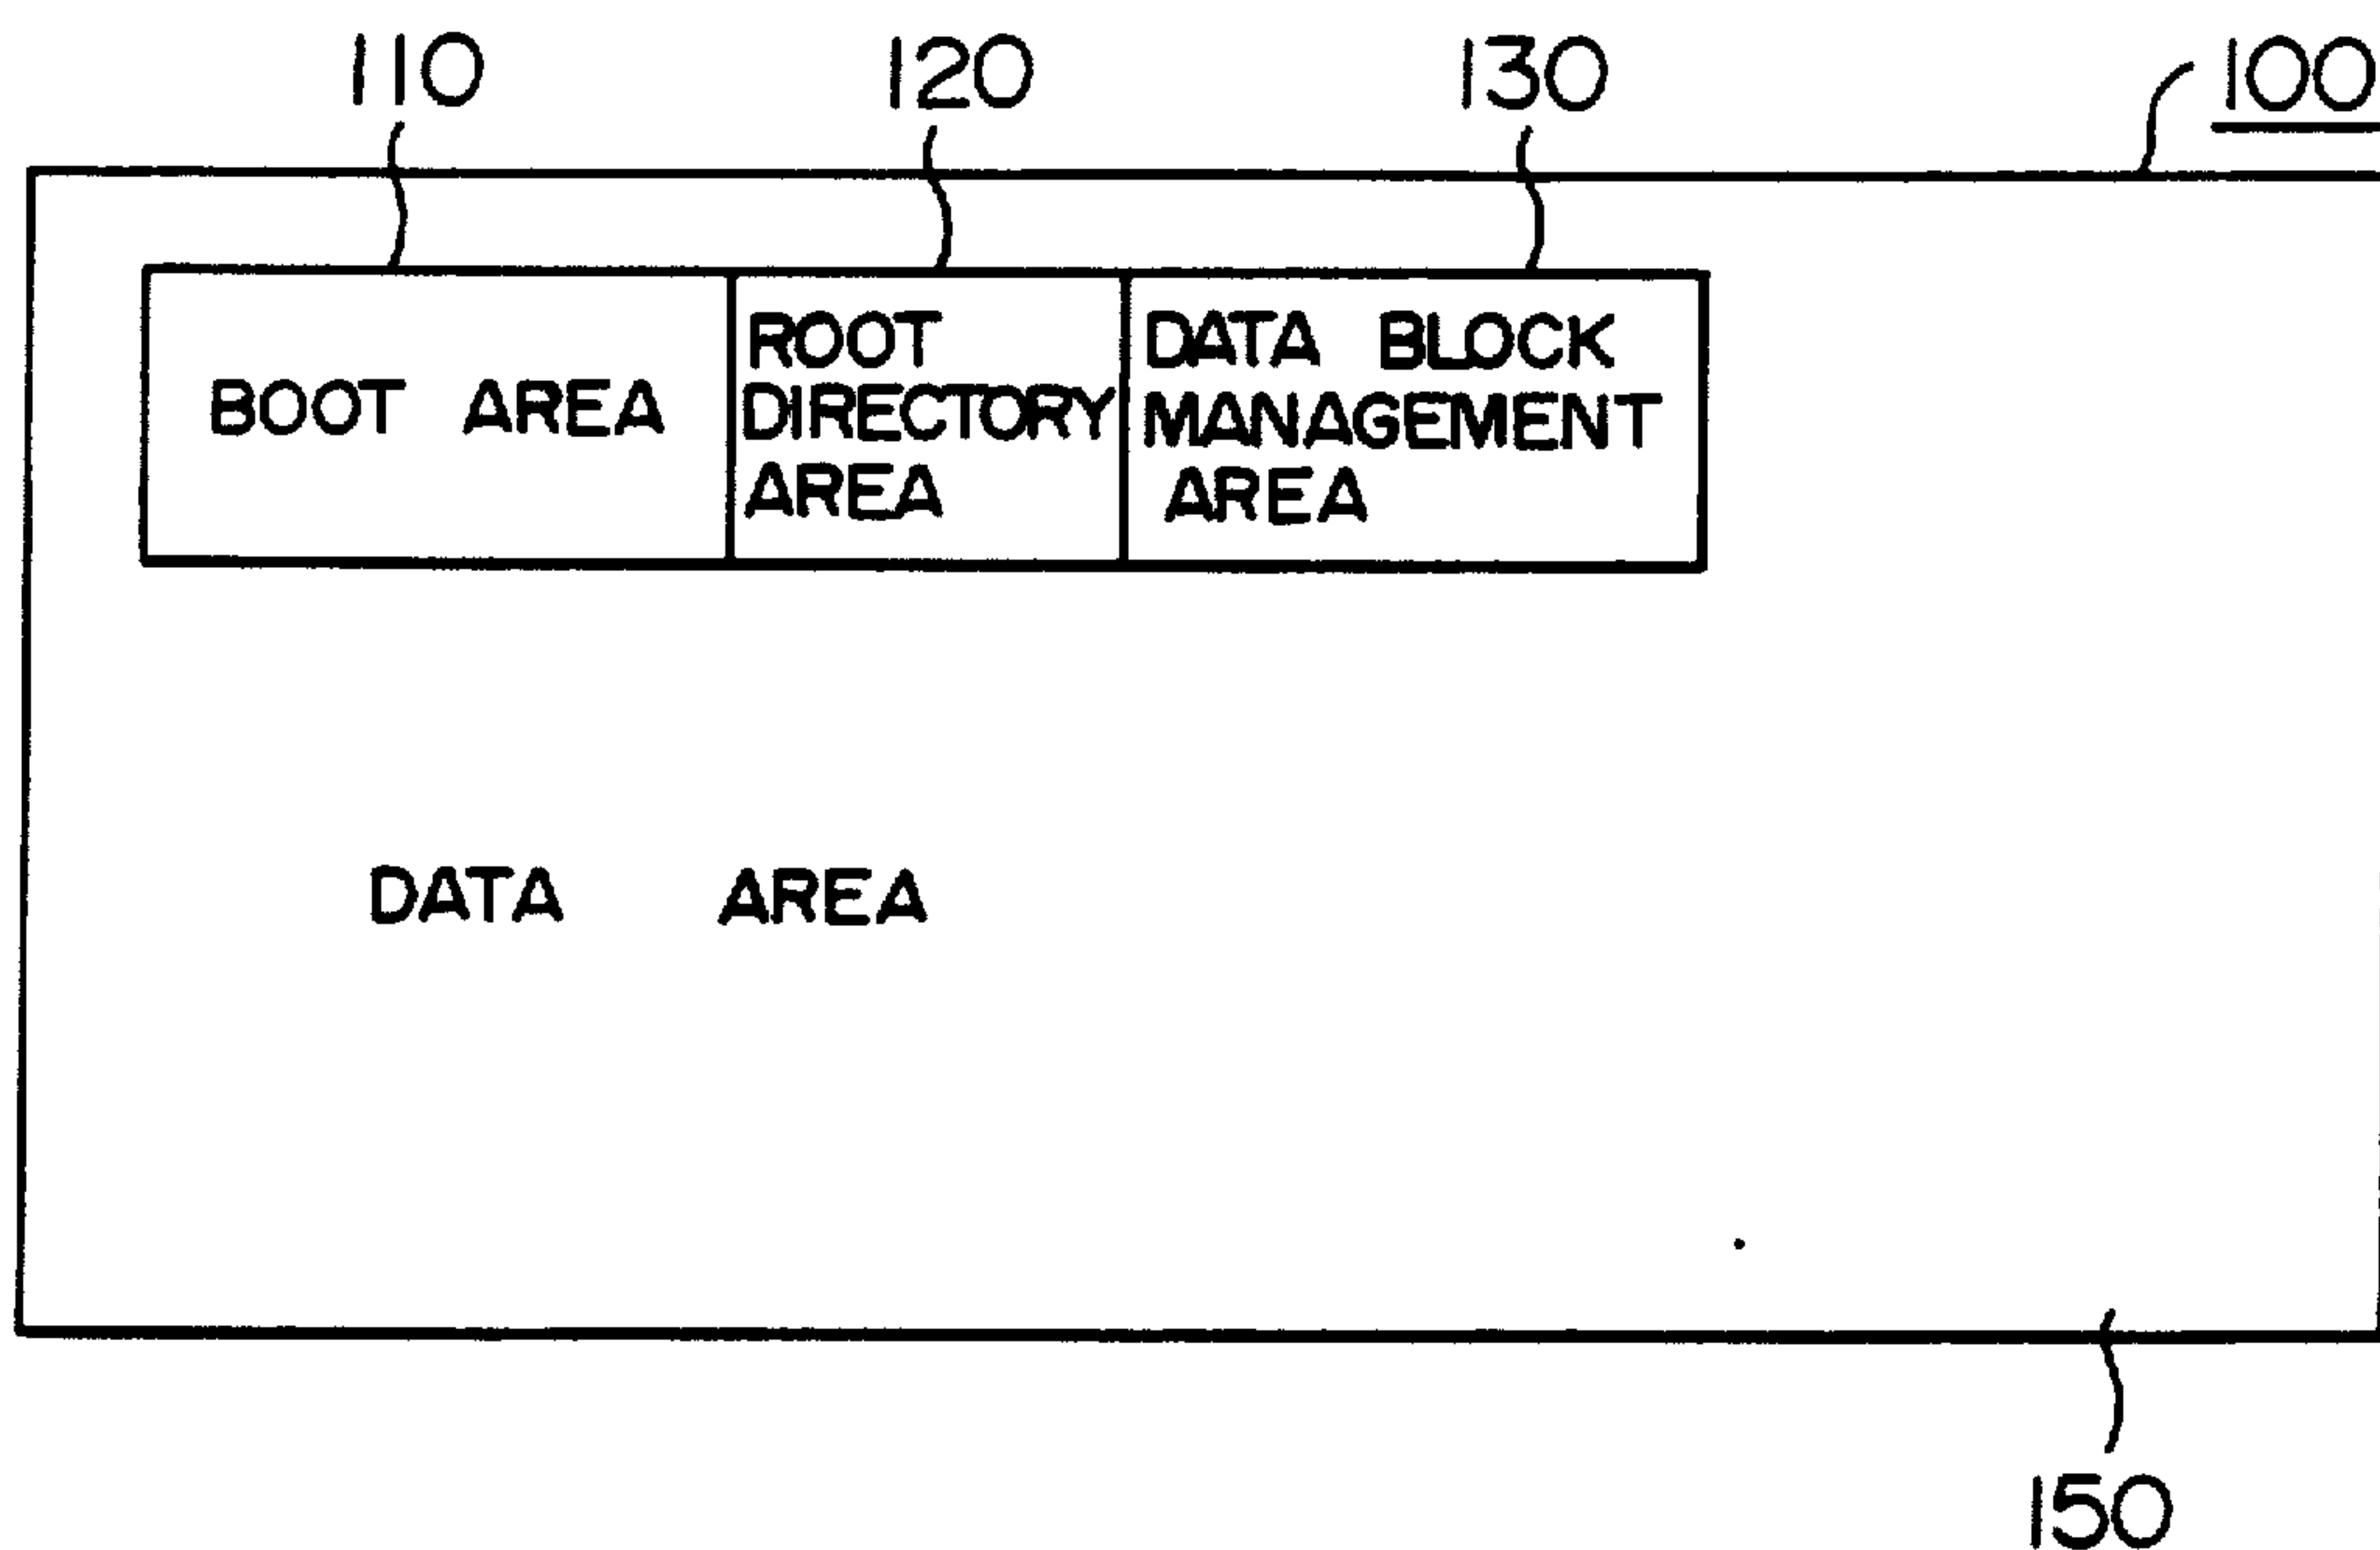 110
120
130
100
BOOT AREA
ROOT
DIRECTORY
AREA
DATA BLOCK
MANAGEMENT
AREA
DATA AREA
150